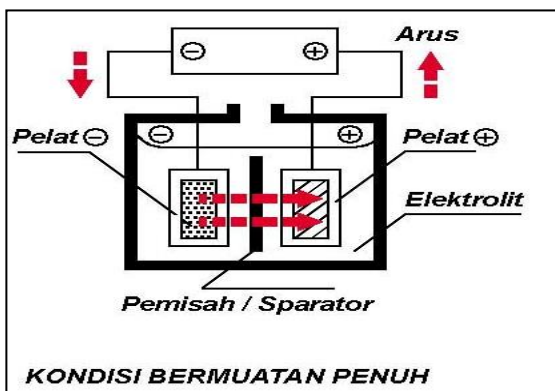 ⊖ ⊕ Arus
Pelat ⊖ ⊖ ⊕ Pelat ⊕
Elektrolit
Pemisah / Sparator
KONDISI BERMUATAN PENUH